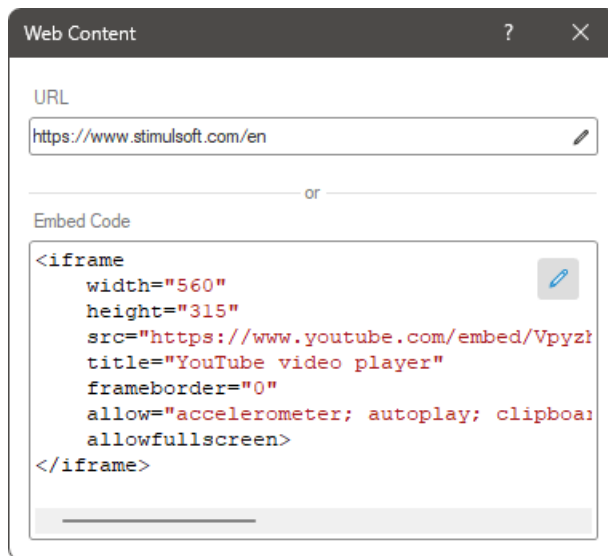 Web Content ?
URL
https://www.stimulsoft.com/en
or
Embed Code
<iframe
    width="560"
    height="315"
    src="https://www.youtube.com/embed/Vpyz
    title="YouTube video player"
    frameborder="0"
    allow="accelerometer; autoplay; clipboar
    allowfullscreen>
</iframe>